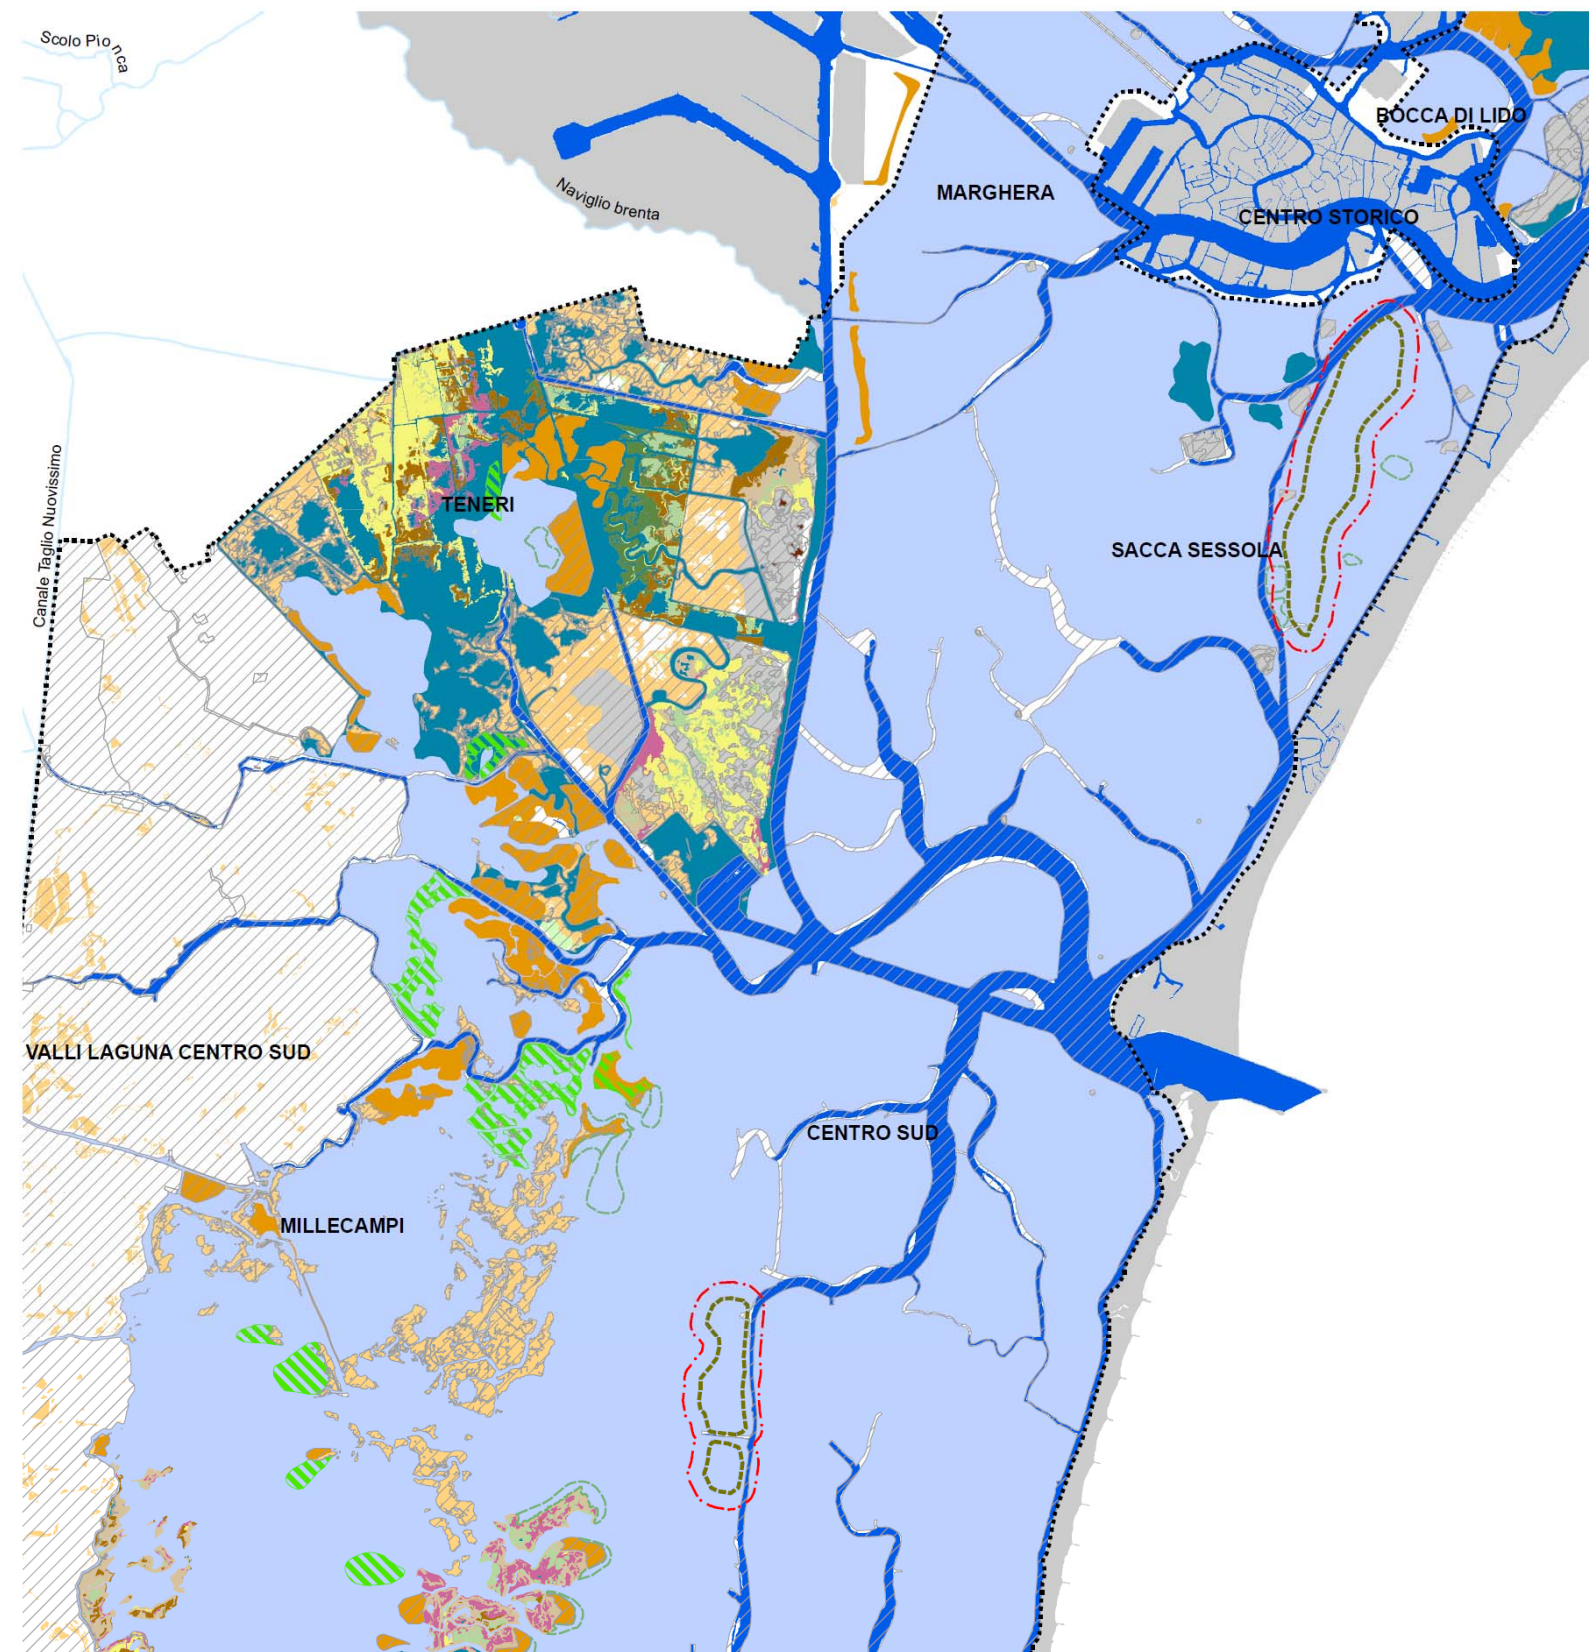 Scolo Pionca
BOCCA DI LIDO
Naviglio brenta
MARGHERA
CENTRO STORICO
Canale Taglio Nuovissimo
TENERI
SACCA SESSOLA
VALLI LAGUNA CENTRO SUD
CENTRO SUD
MILLECAMPI